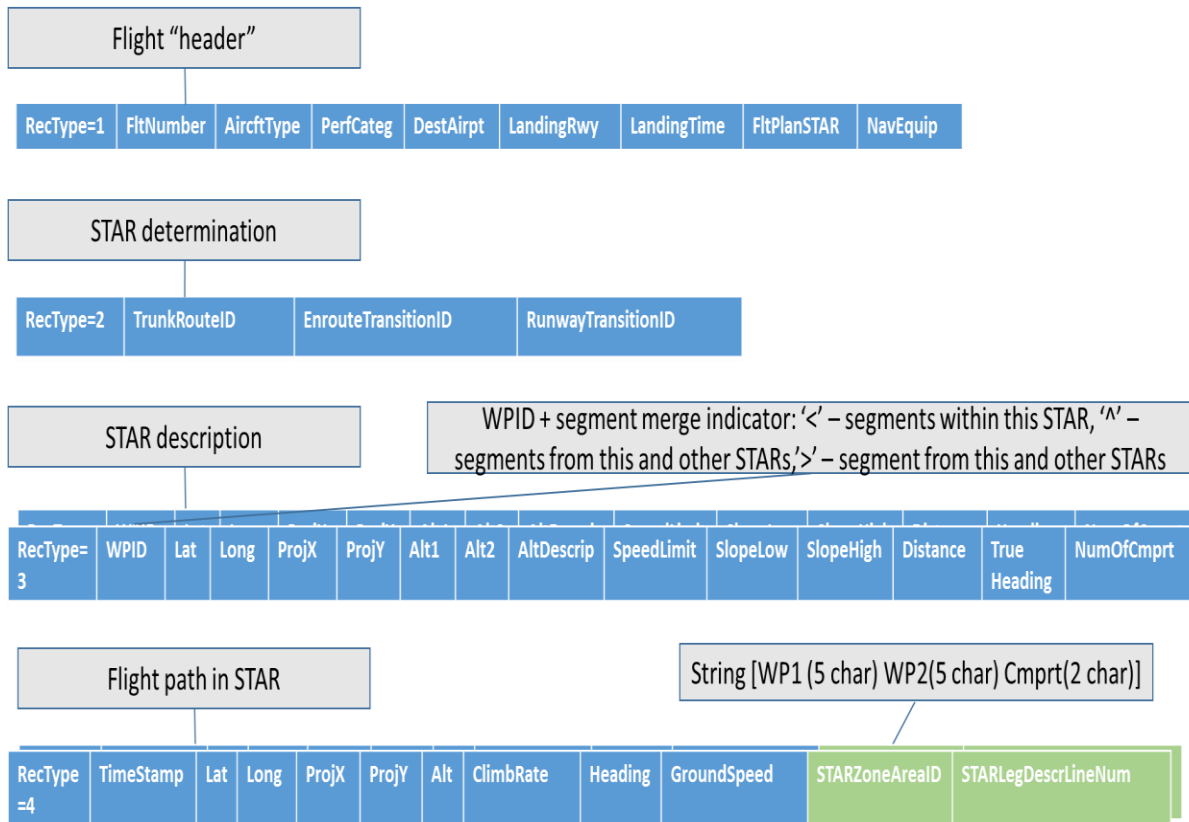 Flight “header”
RecType=1 FltNumber AircftType PerfCateg DestAirpt LandingRwy LandingTime FltPlanSTAR NavEquip
STAR determination
RecType=2 TrunkRouteID EnrouteTransitionID RunwayTransitionID
STAR description
WPID + segment merge indicator: ‘<’ – segments within this STAR, ‘^’ –
segments from this and other STARs,’>’ – segment from this and other STARs
RecType= WPID Lat Long ProjX ProjY Alt1 Alt2 AltDescrip SpeedLimit SlopeLow SlopeHigh Distance True NumOfCmprt
3 Heading
Flight path in STAR
String [WP1 (5 char) WP2(5 char) Cmprt(2 char)]
RecType TimeStamp Lat Long ProjX ProjY Alt ClimbRate Heading GroundSpeed STARZoneAreaID STARLegDescrLineNum
=4